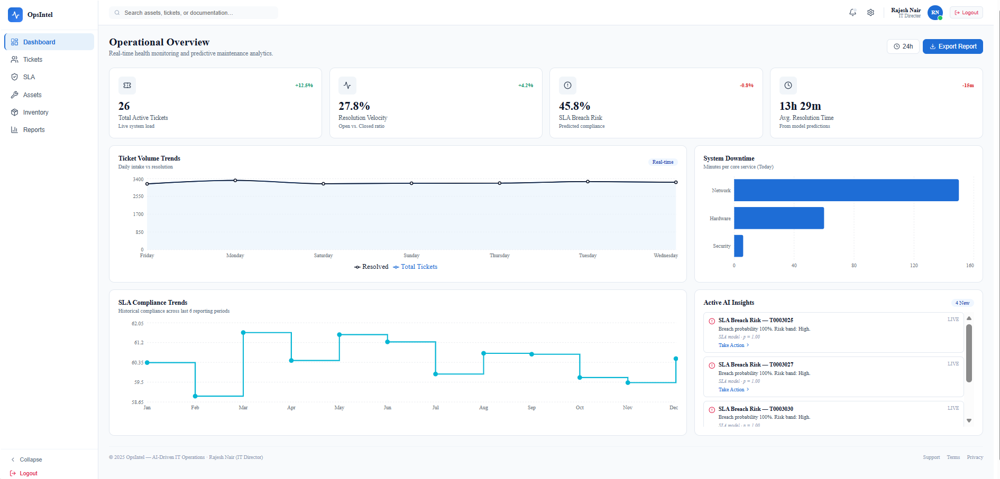 OpsIntel
Search assets, tickets, or documentation...
Rajesh Nair
IT Director
RN
Logout
Dashboard
Tickets
SLA
Assets
Inventory
Reports
Operational Overview
Real-time health monitoring and predictive maintenance analytics.
24h
Export Report
+12.5%
26
Total Active Tickets
Live system load
+4.2%
27.8%
Resolution Velocity
Open vs. Closed ratio
-0.8%
45.8%
SLA Breach Risk
Predicted compliance
-15m
13h 29m
Avg. Resolution Time
From model predictions
Ticket Volume Trends
Daily intake vs resolution
Real-time
3400
2550
1700
850
0
Friday Monday Saturday Sunday Thursday Tuesday Wednesday
Resolved Total Tickets
System Downtime
Minutes per core service (Today)
Network
Hardware
Security
0 40 80 120 160
SLA Compliance Trends
Historical compliance across last 6 reporting periods
62.05
61.2
60.35
59.5
58.65
Jan Feb Mar Apr May Jun Jul Aug Sep Oct Nov Dec
Active AI Insights
4 New
SLA Breach Risk — T0003025
LIVE
Breach probability 100%. Risk band: High.
SLA model · p = 1.00
Take Action
SLA Breach Risk — T0003027
LIVE
Breach probability 100%. Risk band: High.
SLA model · p = 1.00
Take Action
SLA Breach Risk — T0003030
LIVE
Breach probability 100%. Risk band: High.
SLA model · p = 1.00
Collapse
Logout
© 2025 OpsIntel — AI-Driven IT Operations · Rajesh Nair (IT Director)
Support Terms Privacy